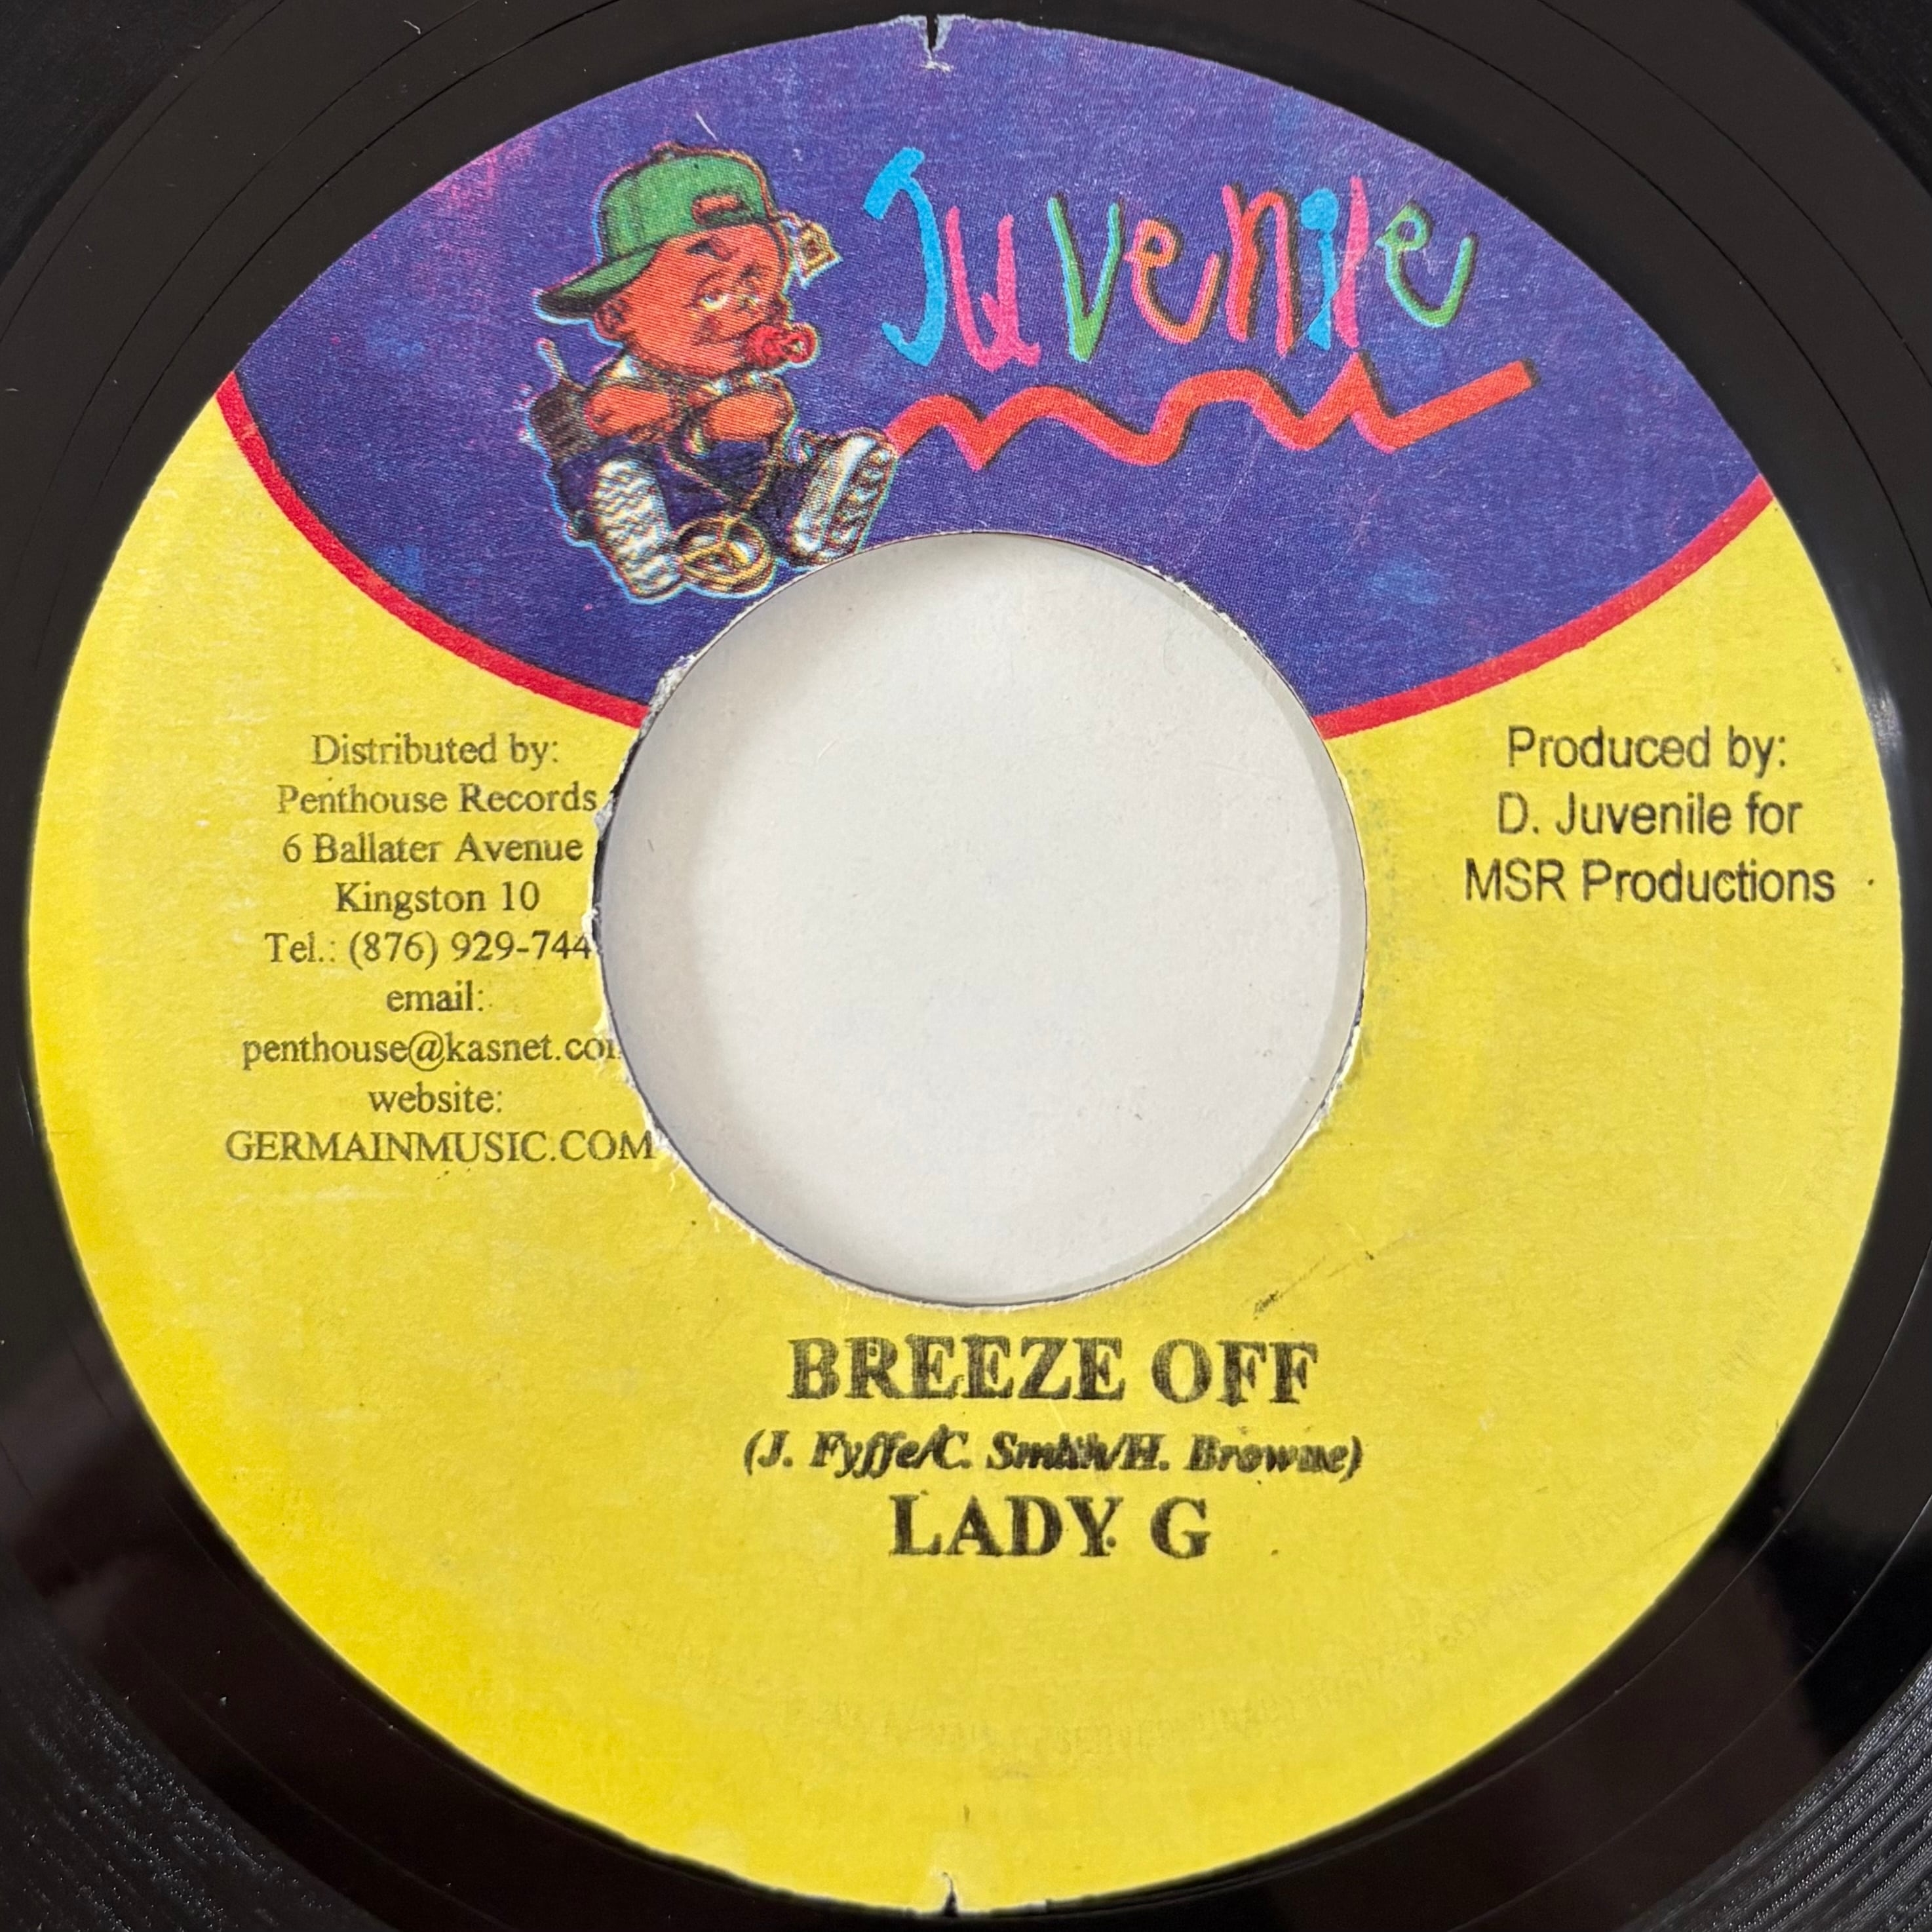 Juvenile
Distributed by:
Penthouse Records
6 Ballater Avenue
Kingston 10
Tel.: (876) 929-744
email:
penthouse@kasnet.co
website:
GERMAINMUSIC.COM
Produced by:
D. Juvenile for
MSR Productions
BREEZE OFF
(J. Fyffe/C. Smith/H. Browne)
LADY G